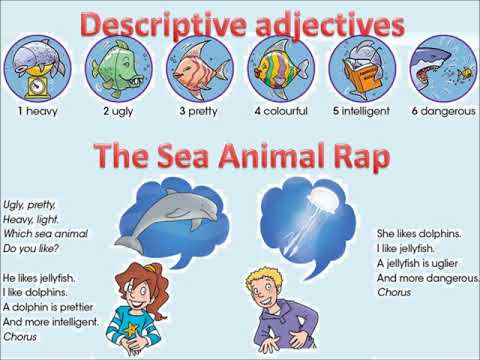 Descriptive adjectives
1 heavy
2 ugly
3 pretty
4 colourful
5 intelligent
6 dangerous
The Sea Animal Rap
Ugly, pretty,
Heavy, light.
Which sea animal
Do you like?
He likes jellyfish.
I like dolphins.
A dolphin is prettier
And more intelligent.
Chorus
She likes dolphins.
I like jellyfish.
A jellyfish is uglier
And more dangerous.
Chorus